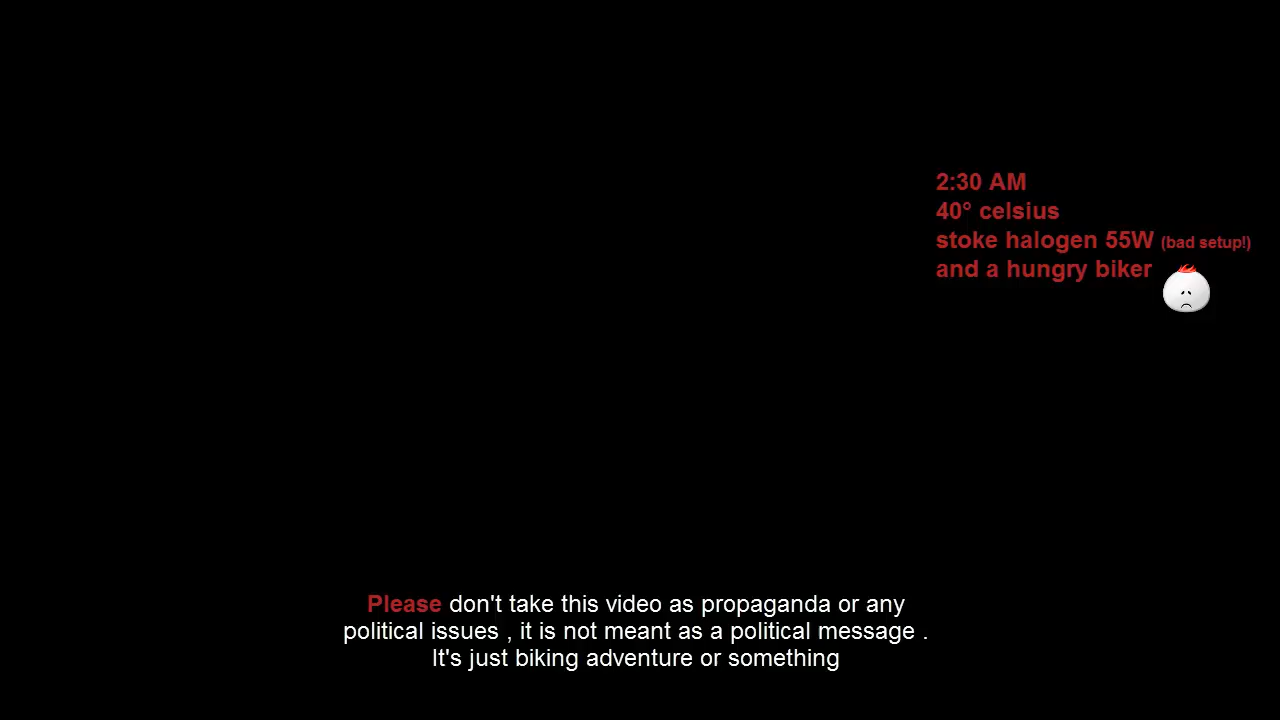 2:30 AM
40° celsius
stoke halogen 55W (bad setup!)
and a hungry biker
Please don't take this video as propaganda or any
political issues , it is not meant as a political message .
It's just biking adventure or something